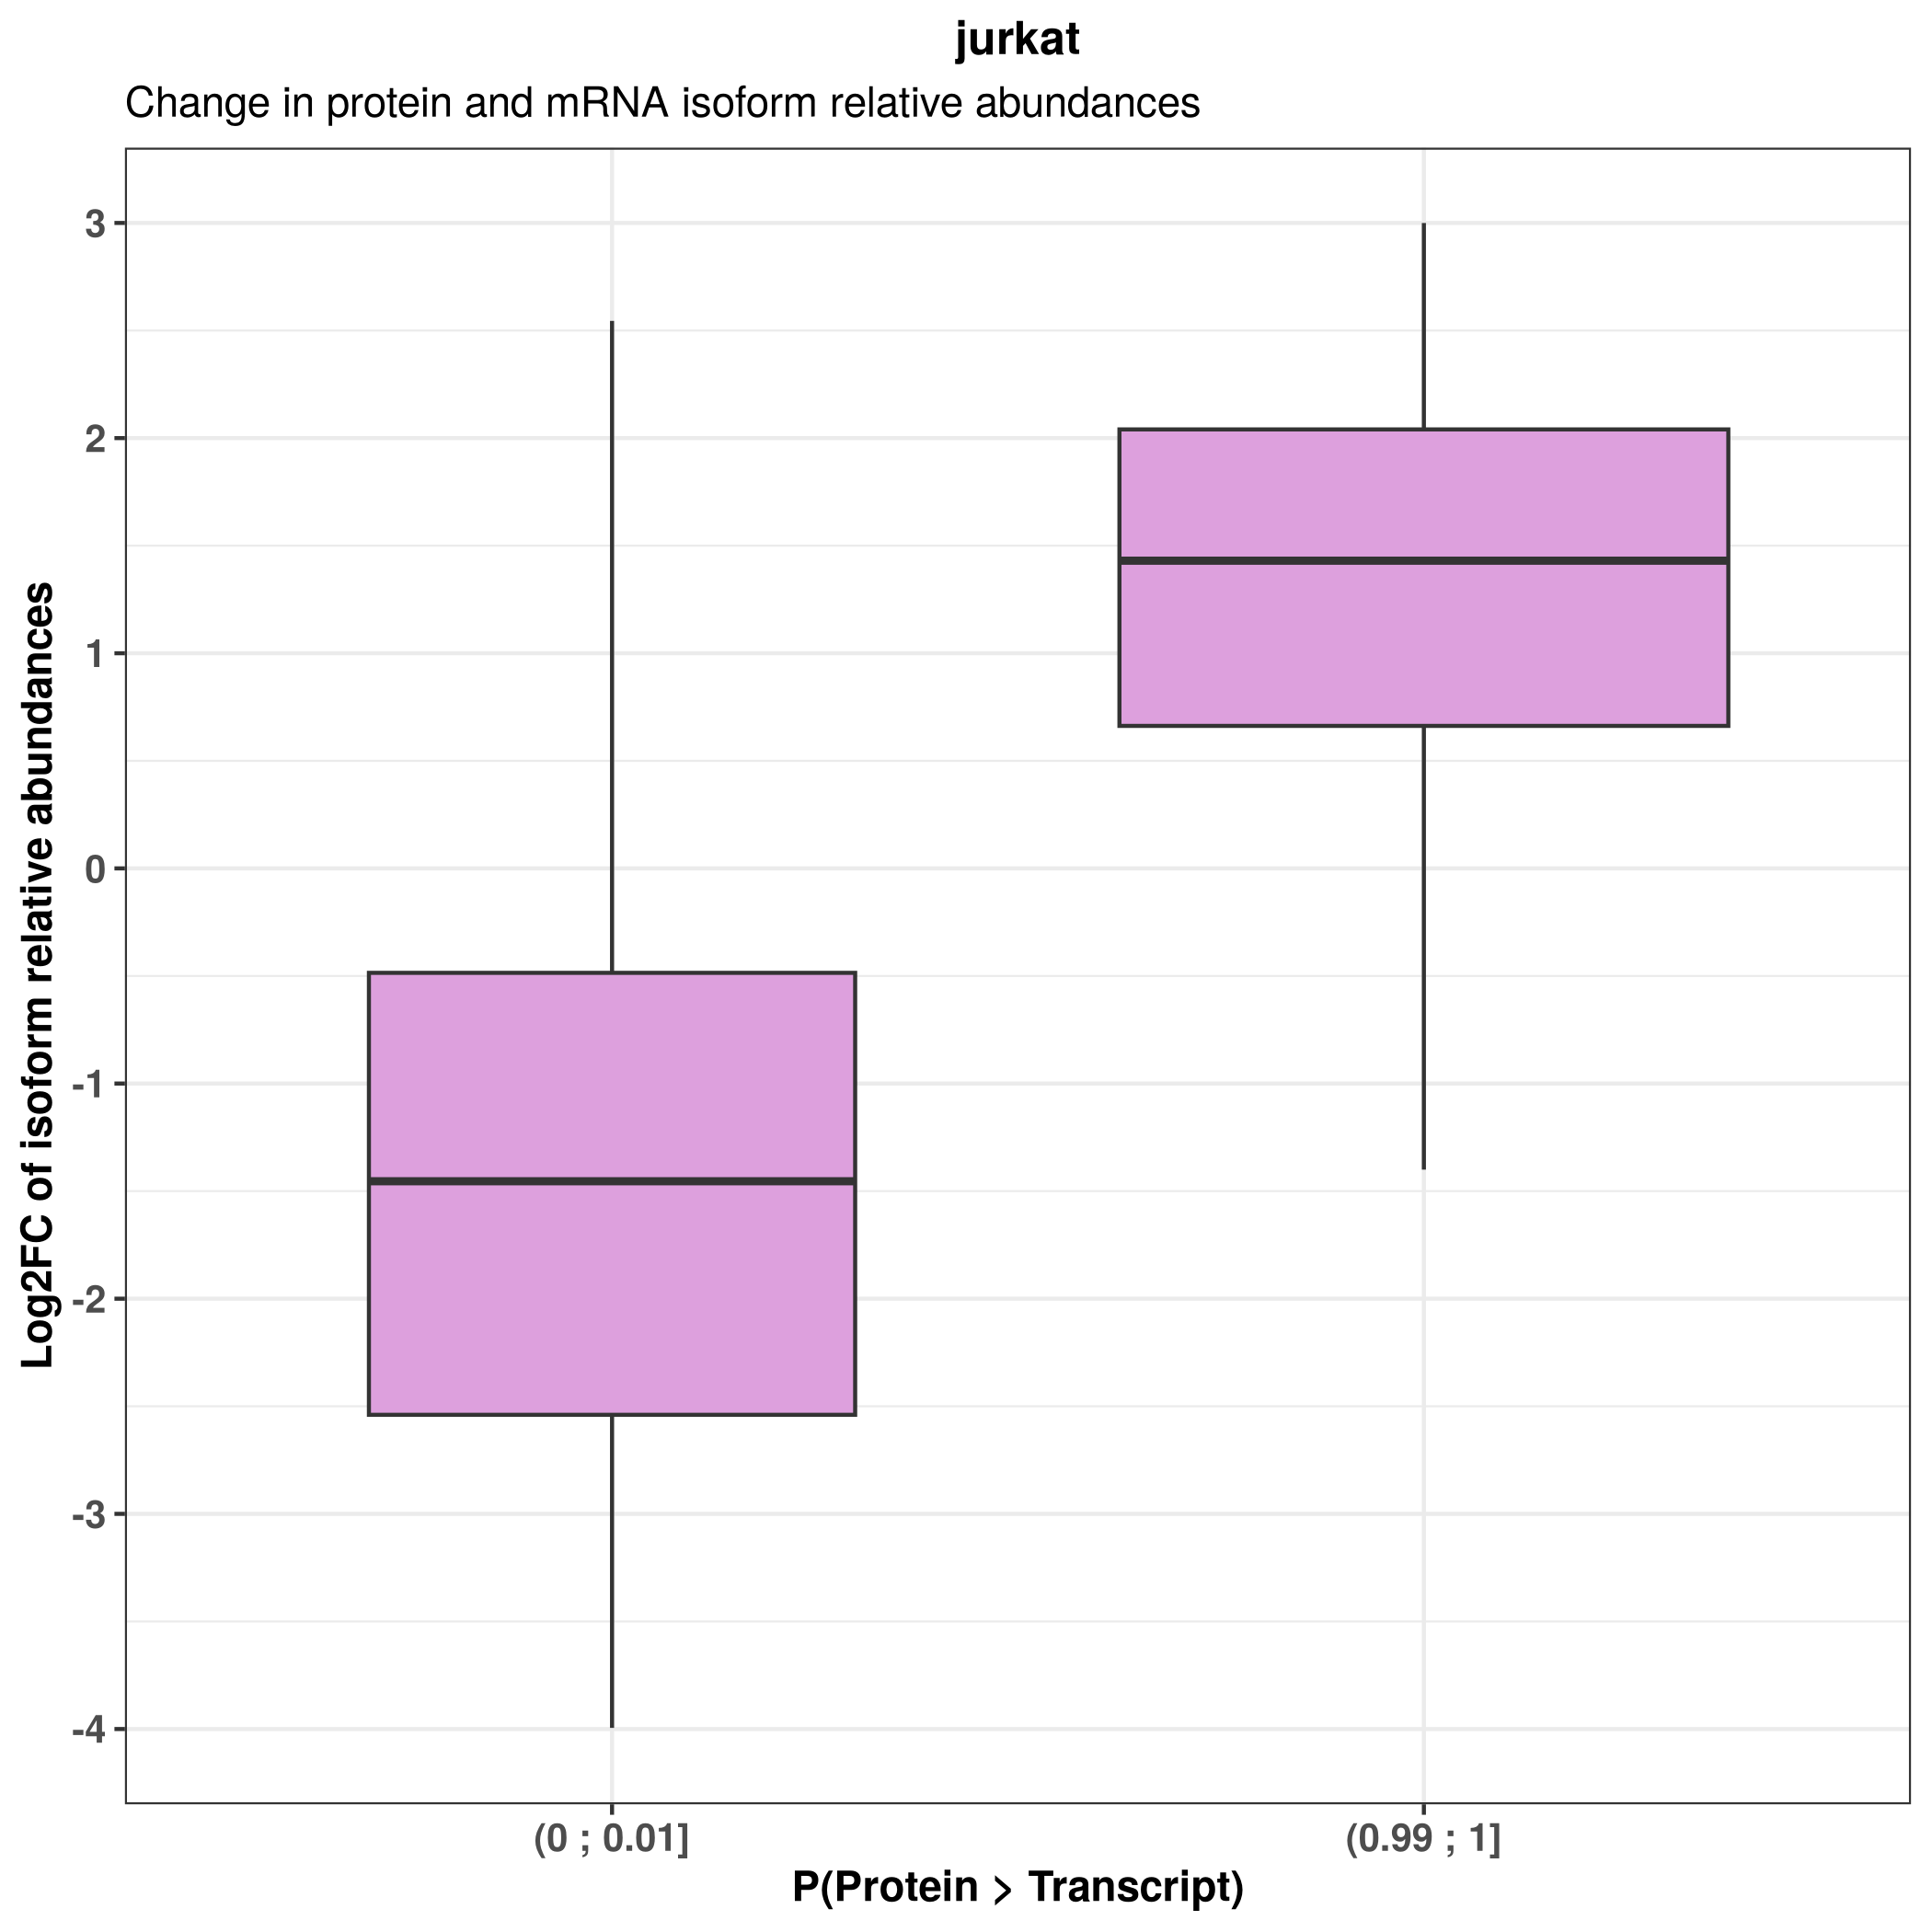 jurkat
Change in protein and mRNA isoform relative abundances
Log2FC of isoform relative abundances
3
2
1
0
-1
-2
-3
-4
(0 ; 0.01]
(0.99 ; 1]
P(Protein > Transcript)